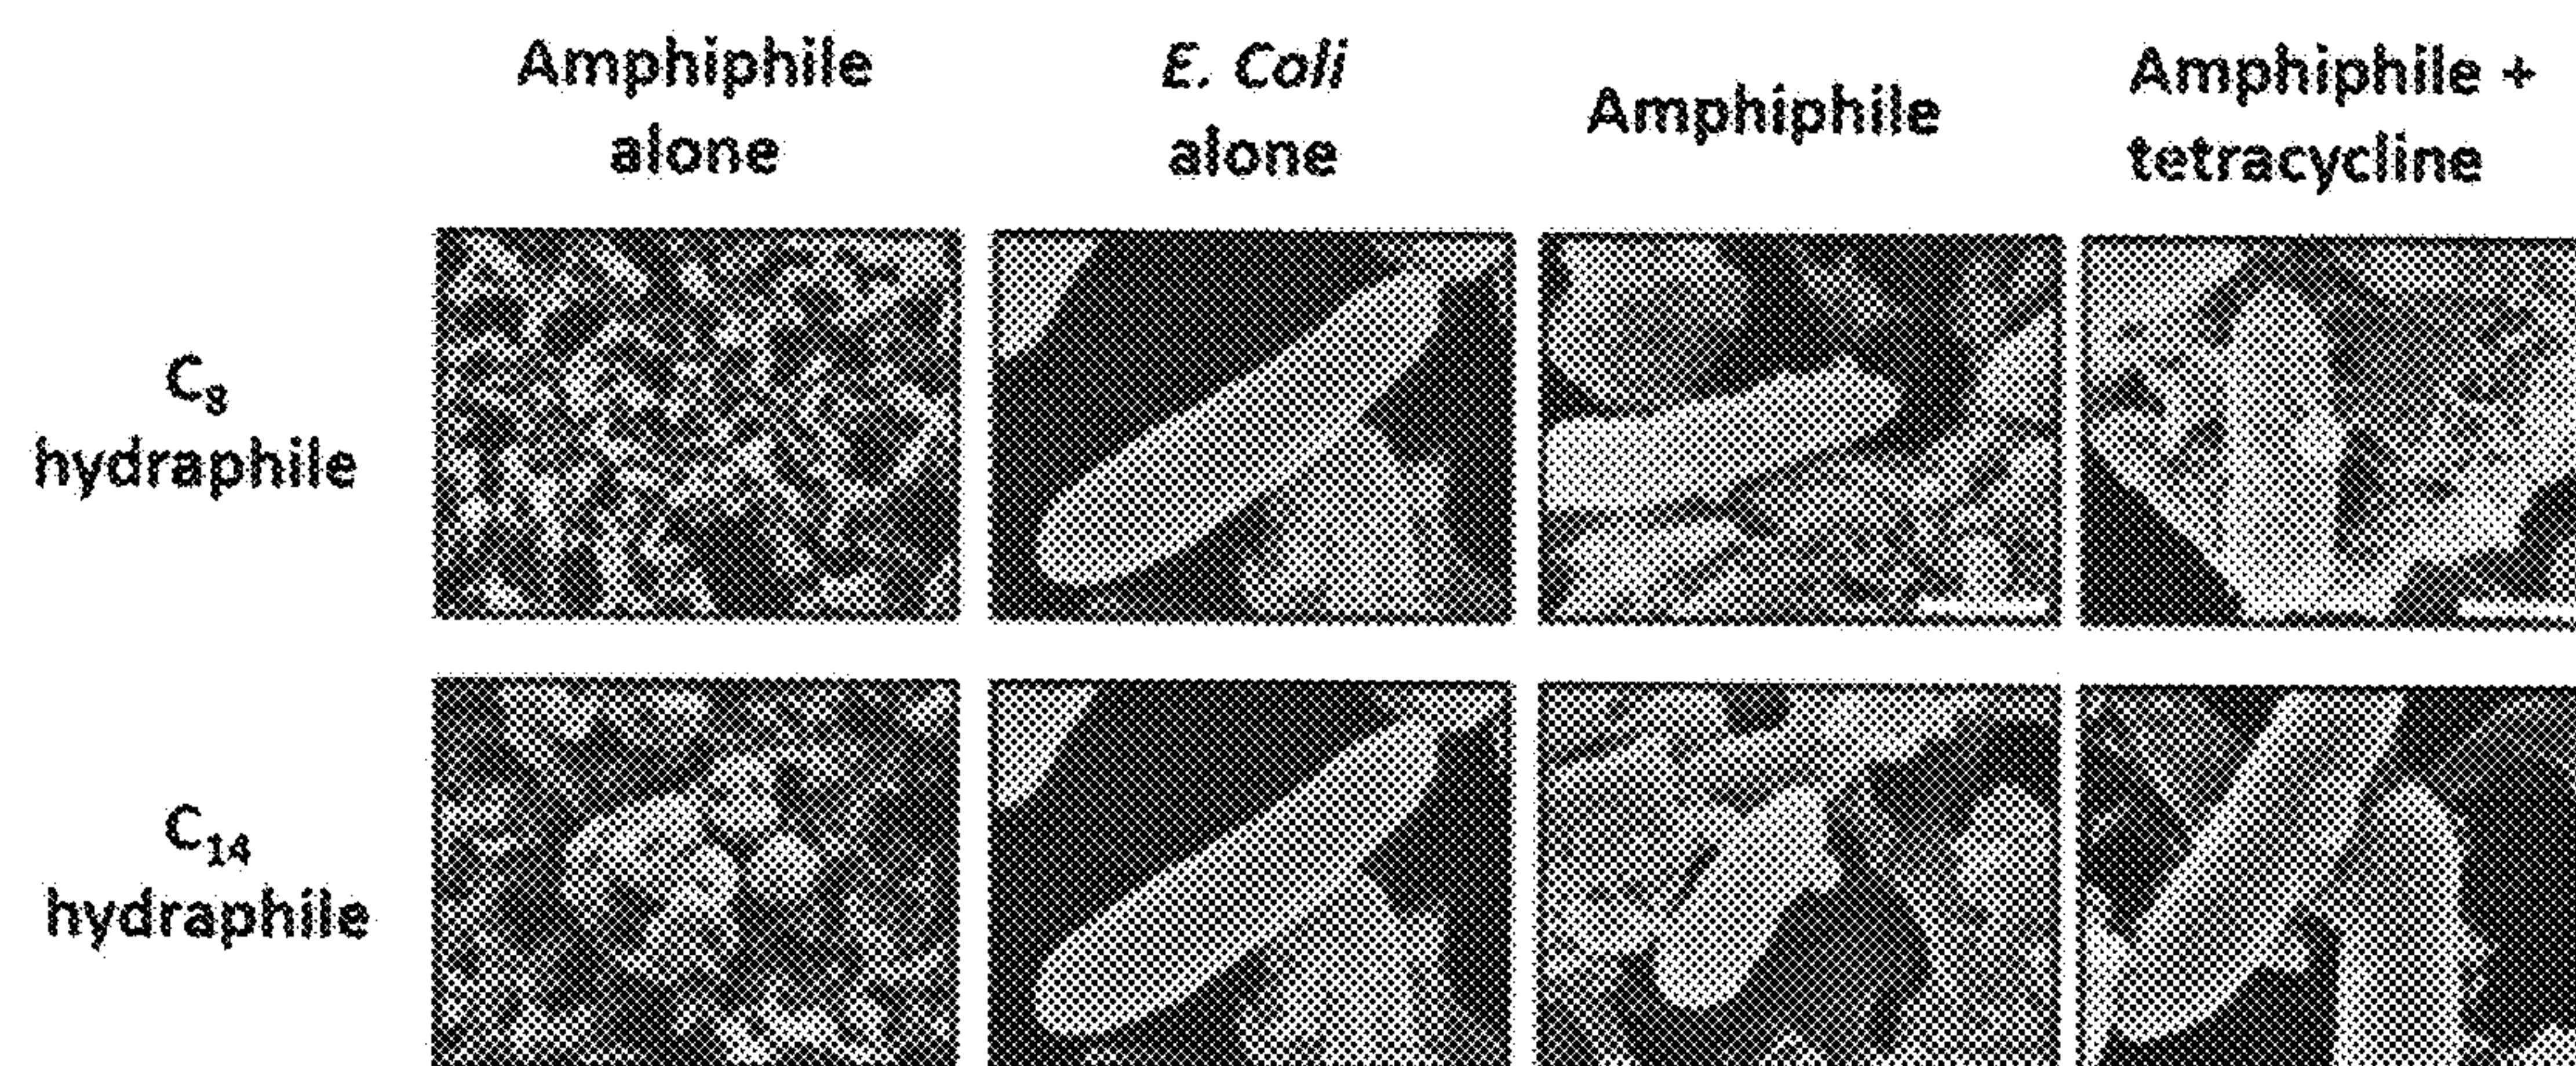 Amphiphile
alone
E. Coli
alone
Amphiphile
Amphiphile +
tetracycline
C₈
hydraphile
C₁₄
hydraphile